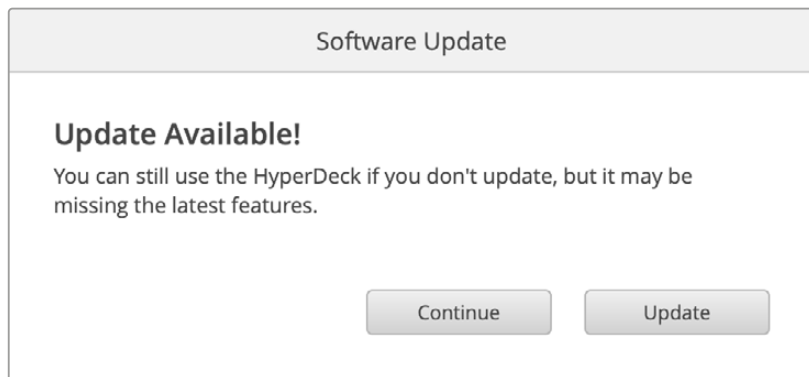 Software Update
Update Available!
You can still use the HyperDeck if you don't update, but it may be
missing the latest features.
Continue
Update